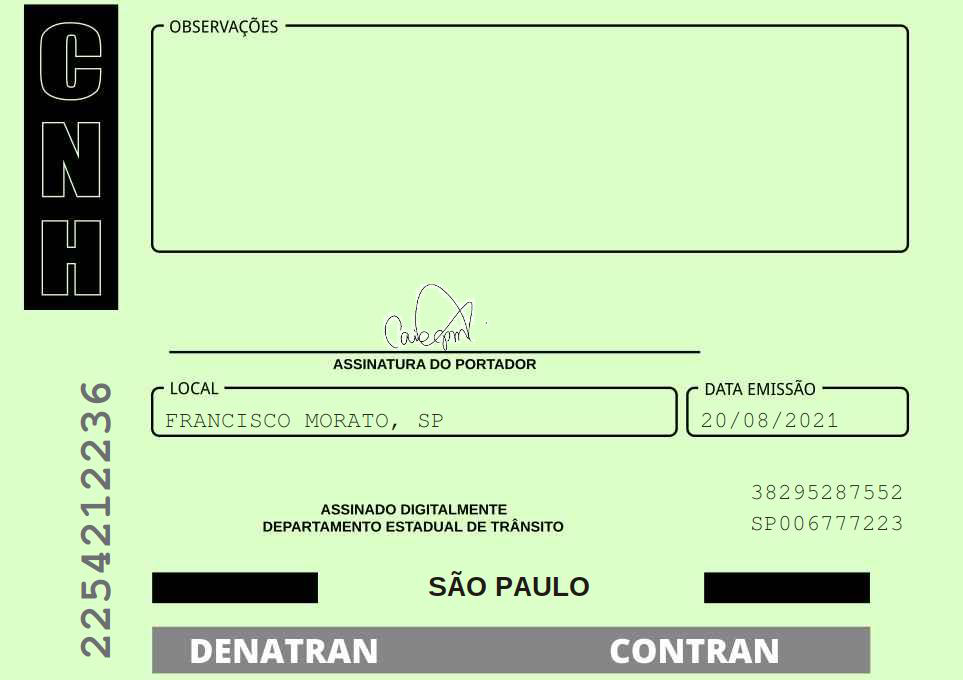 CNH
OBSERVAÇÕES
ASSINATURA DO PORTADOR
LOCAL
FRANCISCO MORATO, SP
DATA EMISSÃO
20/08/2021
2254212236
38295287552
SP006777223
ASSINADO DIGITALMENTE
DEPARTAMENTO ESTADUAL DE TRÂNSITO
SÃO PAULO
DENATRAN CONTRAN